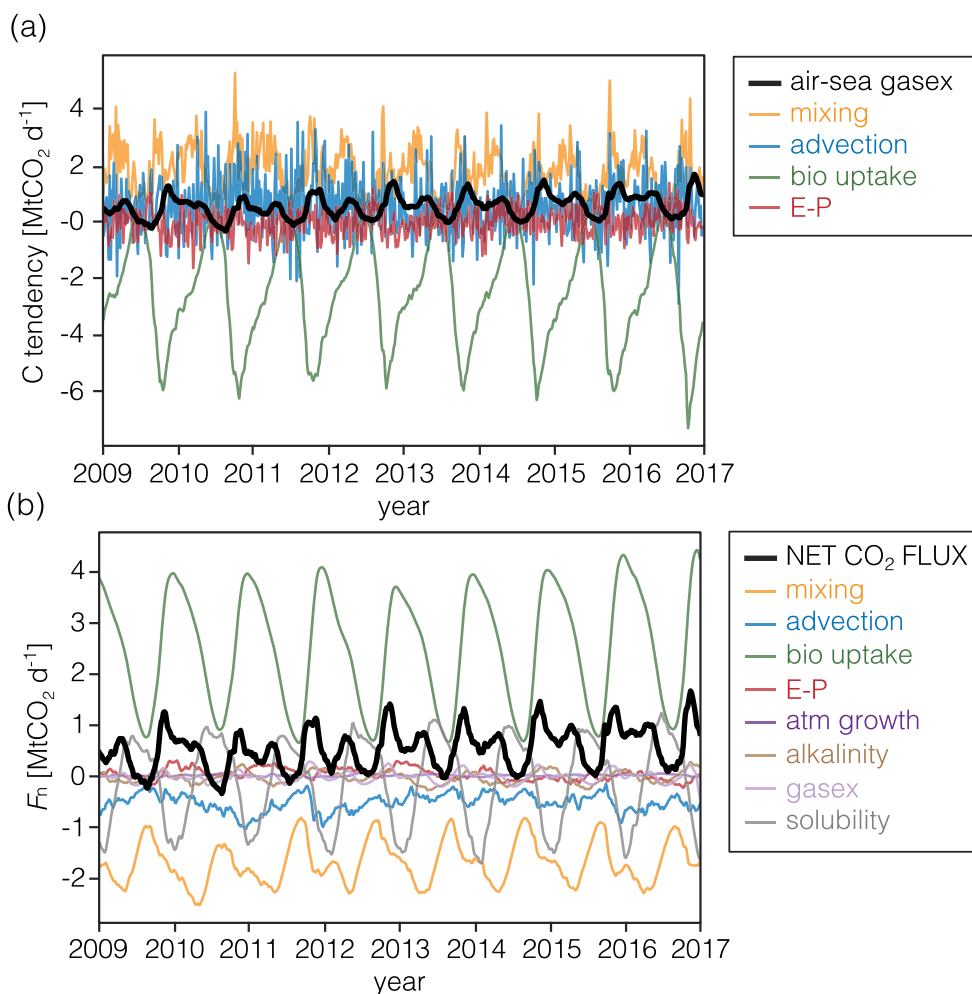 (a)
C tendency [MtCO₂ d⁻¹]
4
2
-0
-2
-4
-6
2009 2010 2011 2012 2013 2014 2015 2016 2017
year
air-sea gasex
mixing
advection
bio uptake
E-P
(b)
Fn [MtCO₂ d⁻¹]
4
3
2
1
0
-1
-2
2009 2010 2011 2012 2013 2014 2015 2016 2017
year
NET CO₂ FLUX
mixing
advection
bio uptake
E-P
atm growth
alkalinity
gasex
solubility